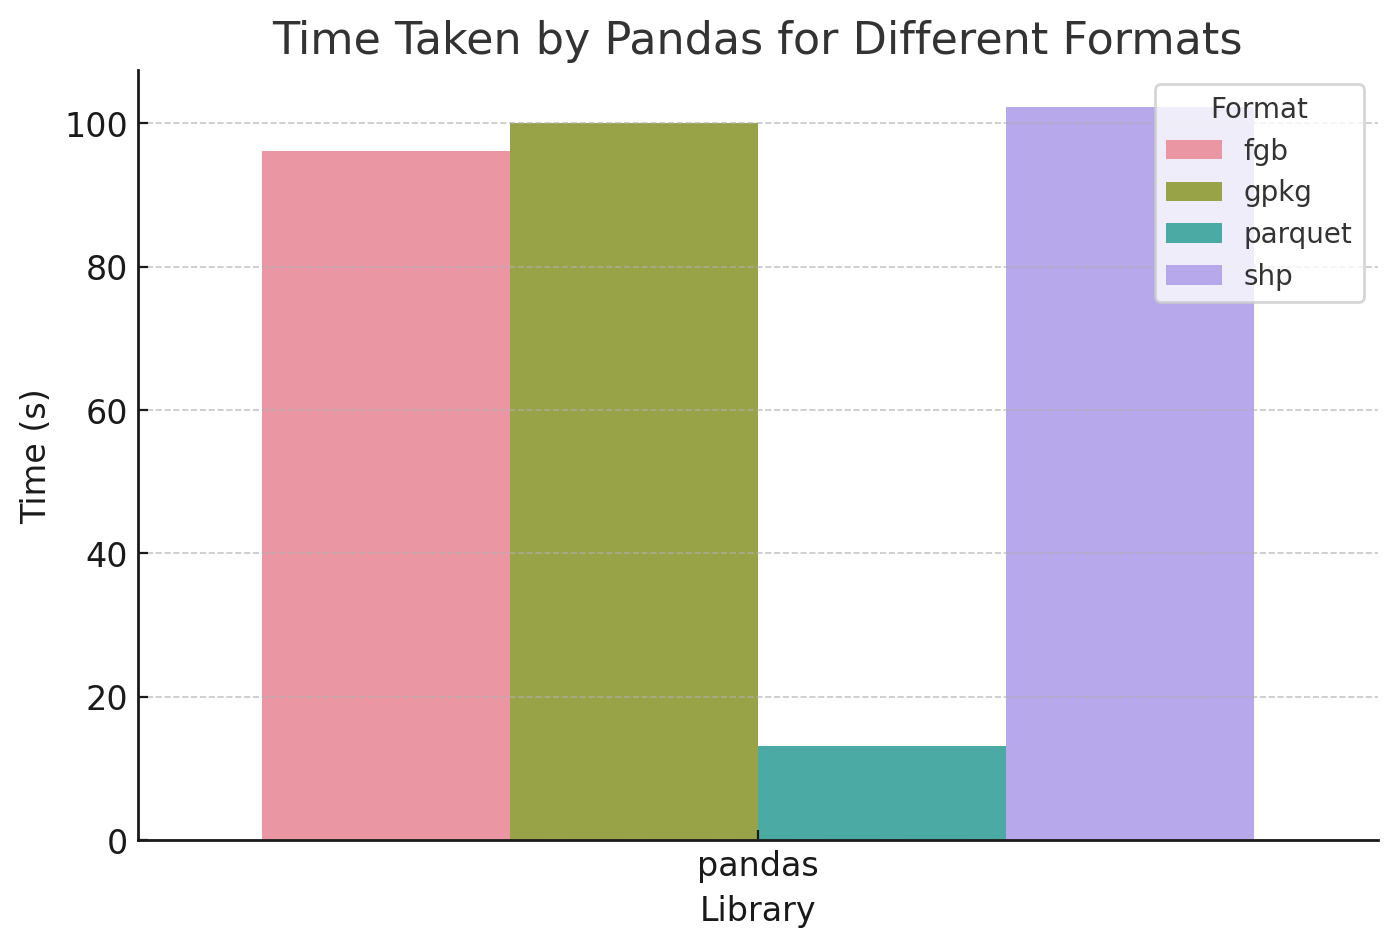 Time Taken by Pandas for Different Formats
Format
fgb
gpkg
parquet
shp
Time (s)
100
80
60
40
20
0
pandas
Library